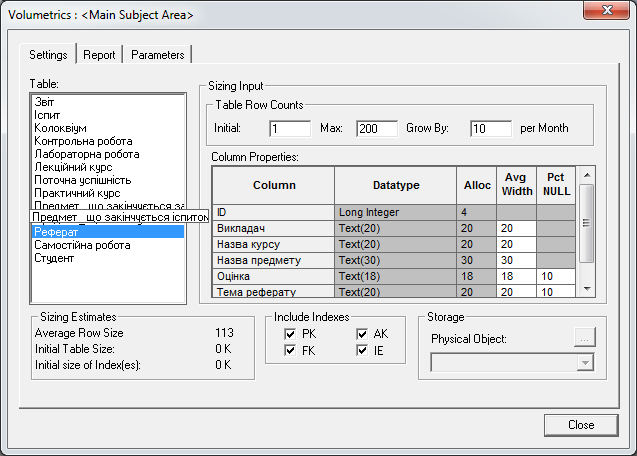 Volumetrics : <Main Subject Area>
Settings Report Parameters
Table:
Звіт
Іспит
Колоквіум
Контрольна робота
Лабораторна робота
Лекційний курс
Поточна успішність
Практичний курс
Предмет_ що закінчується за
Предмет_ що закінчується іспитом
Реферат
Самостійна робота
Студент
Sizing Input
Table Row Counts
Initial: 1 Max: 200 Grow By: 10 per Month
Column Properties:
Column Datatype Alloc Avg Width Pct NULL
ID Long Integer 4
Викладач Text(20) 20 20
Назва курсу Text(20) 20 20
Назва предмету Text(30) 30 30
Оцінка Text(18) 18 18 10
Тема реферату Text(20) 20 20 10
Sizing Estimates
Average Row Size 113
Initial Table Size: 0 K
Initial size of Index(es): 0 K
Include Indexes
PK AK
FK IE
Storage
Physical Object:
...
Close